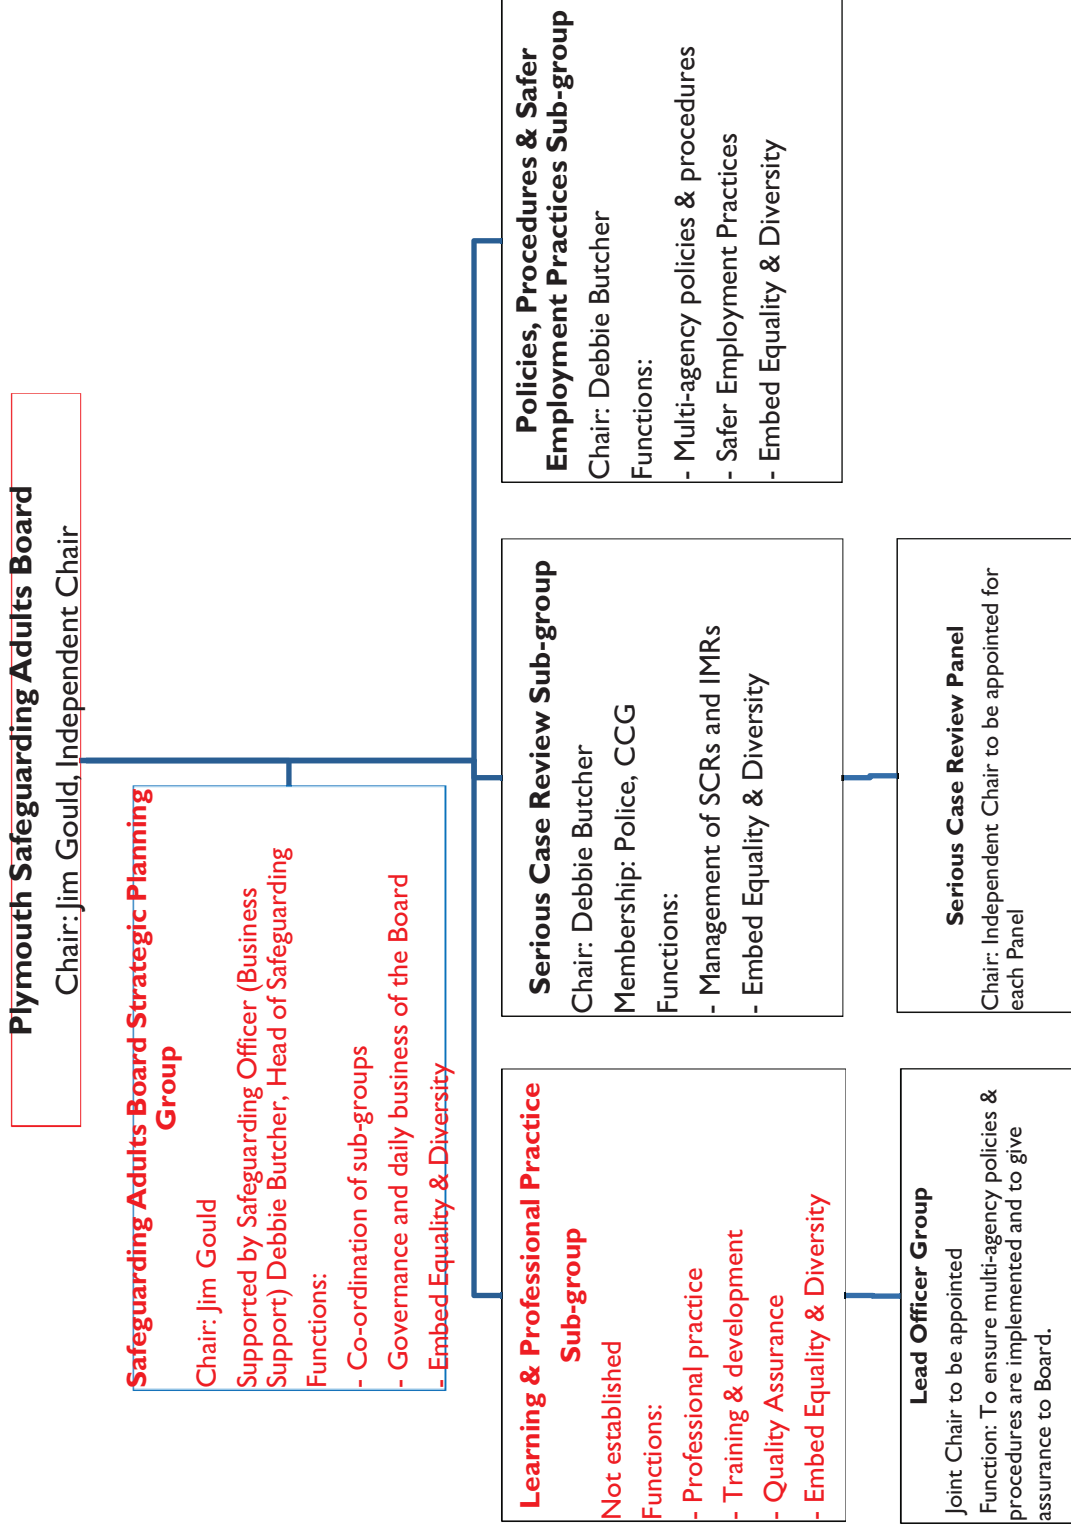 Plymouth Safeguarding Adults Board
Chair: Jim Gould, Independent Chair
Safeguarding Adults Board Strategic Planning
Group
Chair: Jim Gould
Supported by Safeguarding Officer (Business
Support) Debbie Butcher, Head of Safeguarding
Functions:
- Co-ordination of sub-groups
- Governance and daily business of the Board
- Embed Equality & Diversity
Learning & Professional Practice
Sub-group
Not established
Functions:
- Professional practice
- Training & development
- Quality Assurance
- Embed Equality & Diversity
Serious Case Review Sub-group
Chair: Debbie Butcher
Membership: Police, CCG
Functions:
- Management of SCRs and IMRs
- Embed Equality & Diversity
Policies, Procedures & Safer
Employment Practices Sub-group
Chair: Debbie Butcher
Functions:
- Multi-agency policies & procedures
- Safer Employment Practices
- Embed Equality & Diversity
Lead Officer Group
Joint Chair to be appointed
Function: To ensure multi-agency policies &
procedures are implemented and to give
assurance to Board.
Serious Case Review Panel
Chair: Independent Chair to be appointed for
each Panel